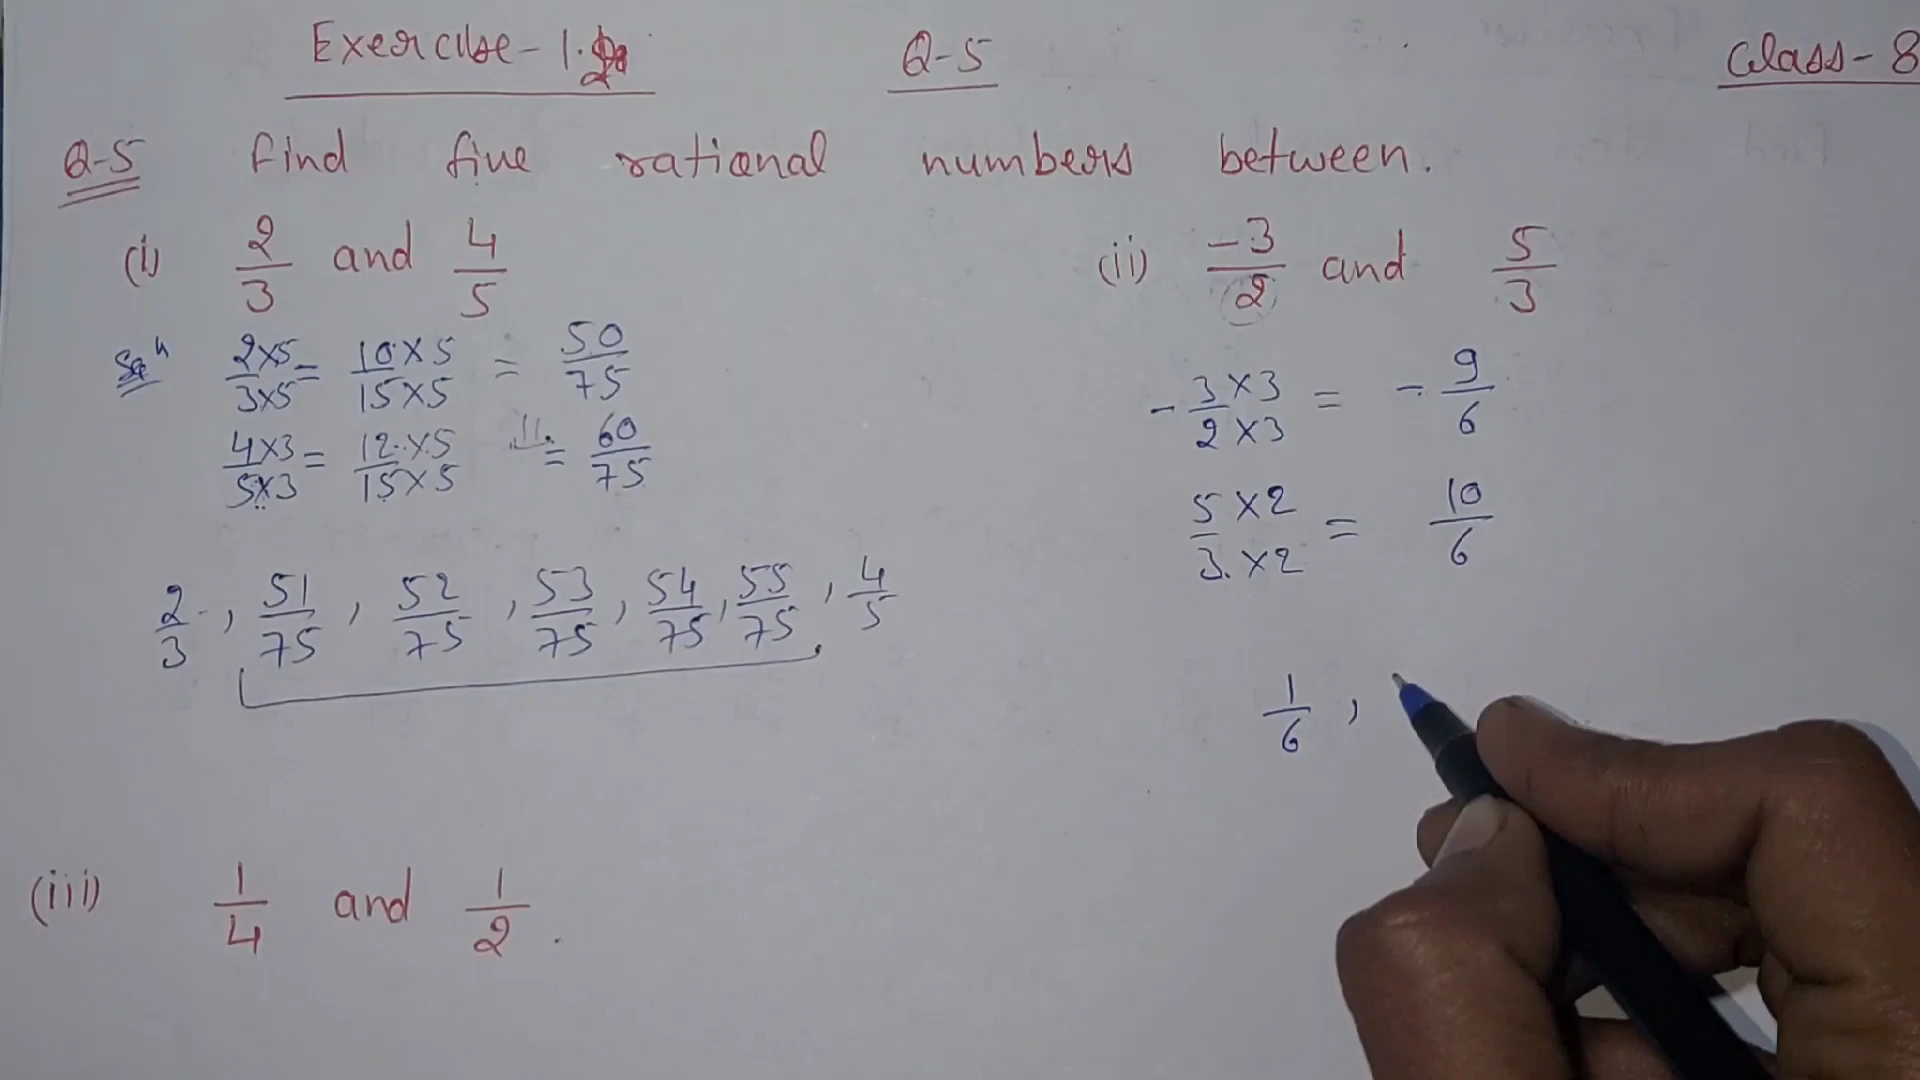 Exercise-1.2 Q-5 Class-8
Q-5 Find five rational numbers between.
(i) 2/3 and 4/5
(ii) -3/2 and 5/3
Solⁿ 2×5/3×5 = 10×5/15×5 = 50/75
4×3/5×3 = 12×5/15×5 = 60/75
2/3, 51/75, 52/75, 53/75, 54/75, 55/75, 4/5
-3×3/2×3 = -9/6
5×2/3×2 = 10/6
1/6,
(iii) 1/4 and 1/2.